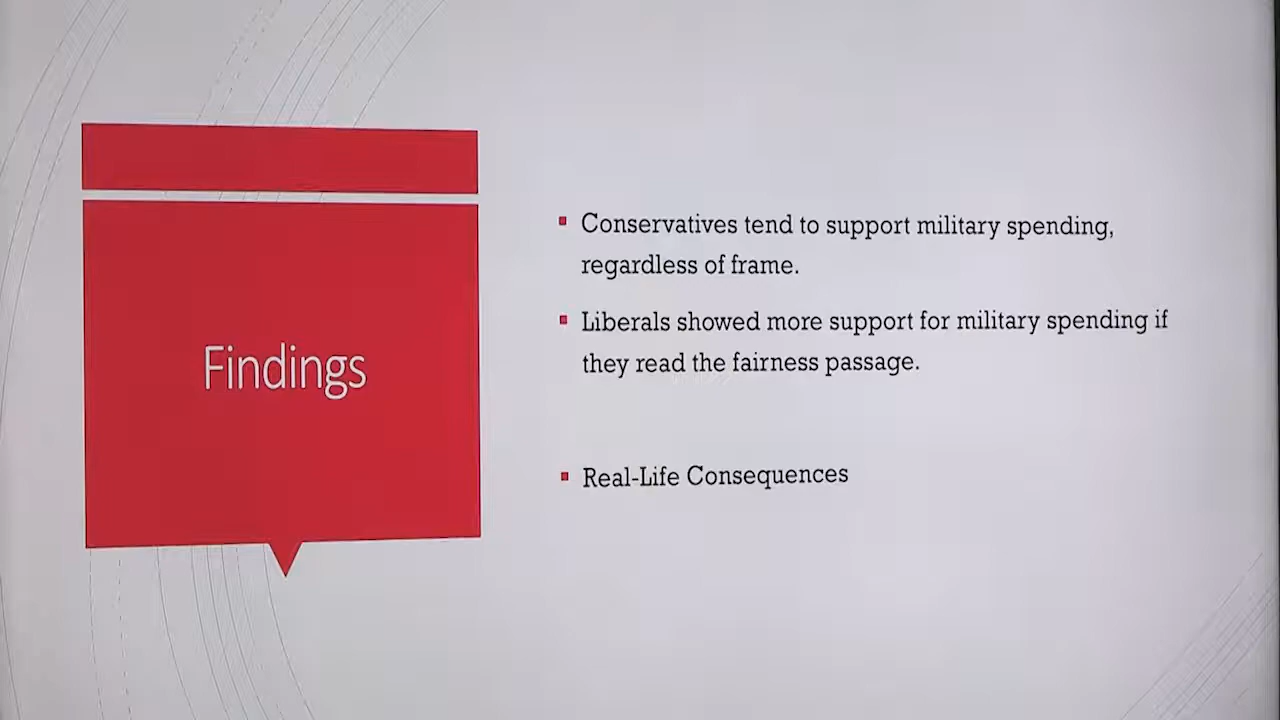 Findings
Conservatives tend to support military spending,
regardless of frame.
Liberals showed more support for military spending if
they read the fairness passage.
Real-Life Consequences